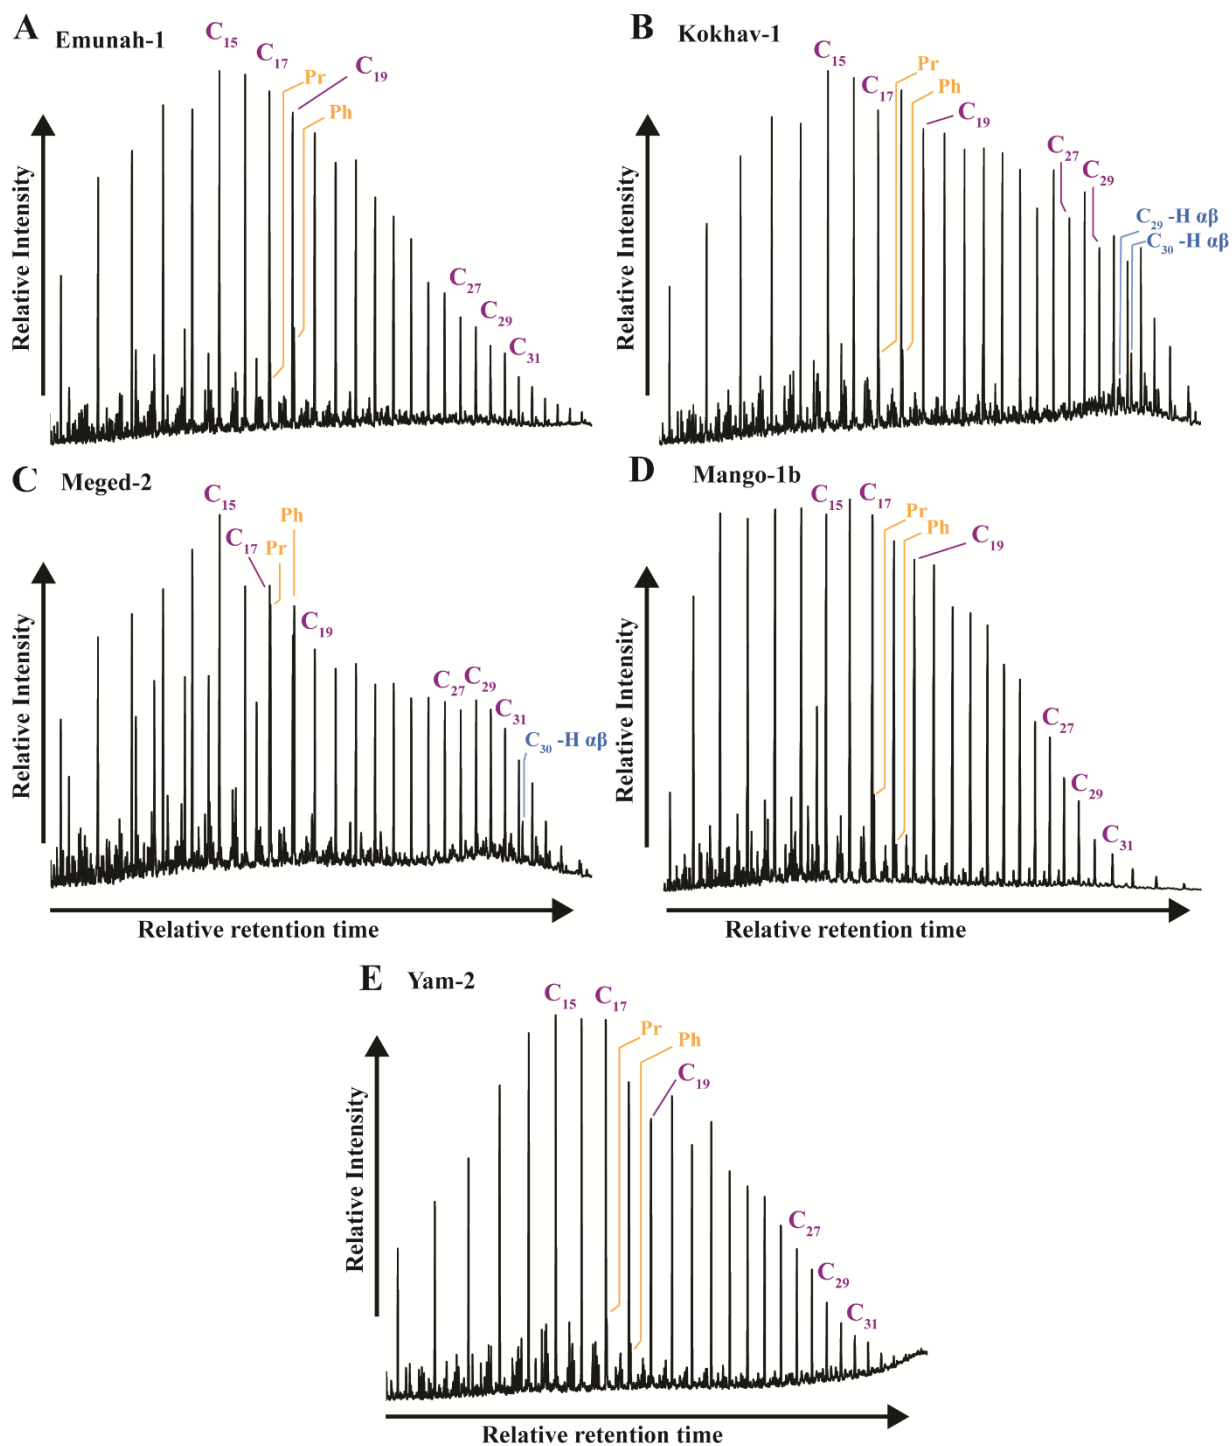 A Emunah-1
C15
C17
Pr
C19
Ph
C27
C29
C31
Relative Intensity
B Kokhav-1
C15
Pr
C17
Ph
C19
C27
C29
C29 -H αβ
C30 -H αβ
Relative Intensity
C Meged-2
C15
Ph
C17
Pr
C19
C27
C29
C31
C30 -H αβ
Relative Intensity
Relative retention time
D Mango-1b
C15
C17
Pr
Ph
C19
C27
C29
C31
Relative Intensity
Relative retention time
E Yam-2
C15
C17
Pr
Ph
C19
C27
C29
C31
Relative Intensity
Relative retention time